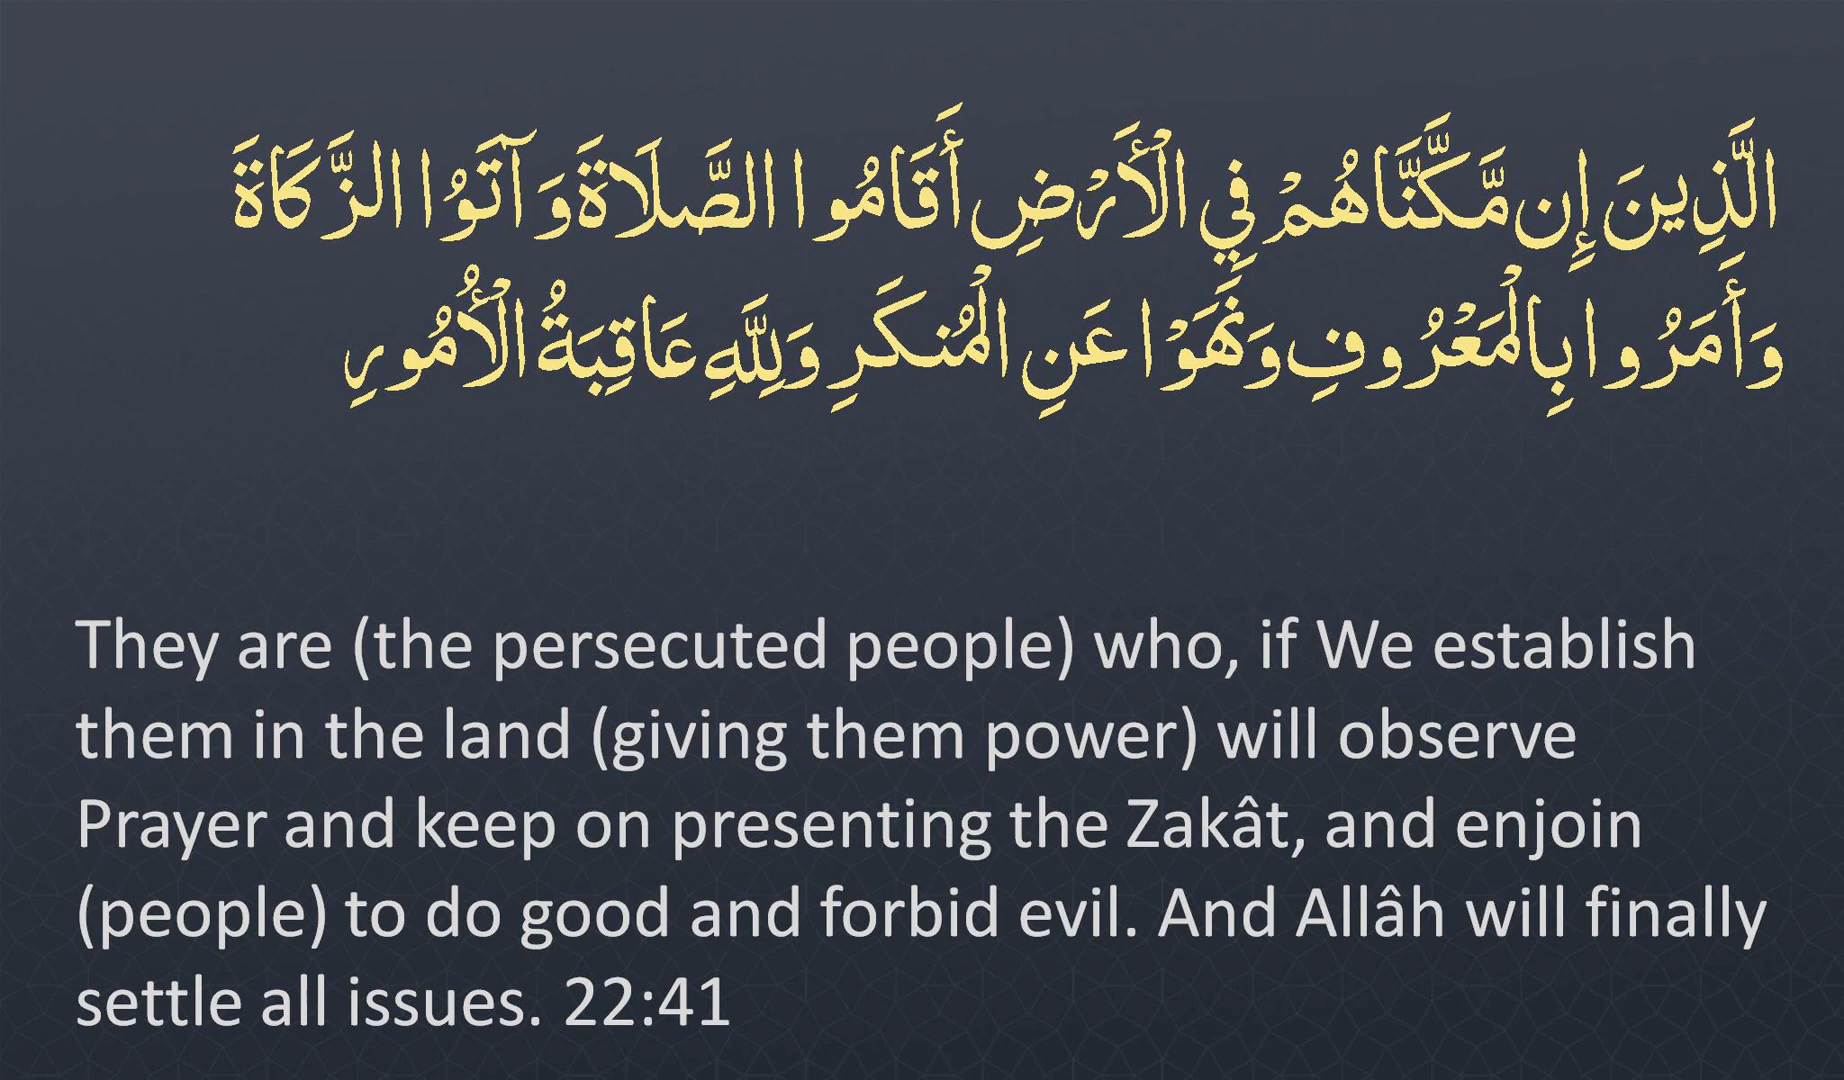 الَّذِينَ إِن مَّكَّنَّاهُمْ فِي الْأَرْضِ أَقَامُوا الصَّلَاةَ وَآتَوُا الزَّكَاةَ
وَأَمَرُوا بِالْمَعْرُوفِ وَنَهَوْا عَنِ الْمُنكَرِ وَلِلَّهِ عَاقِبَةُ الْأُمُورِ
They are (the persecuted people) who, if We establish
them in the land (giving them power) will observe
Prayer and keep on presenting the Zakât, and enjoin
(people) to do good and forbid evil. And Allâh will finally
settle all issues. 22:41